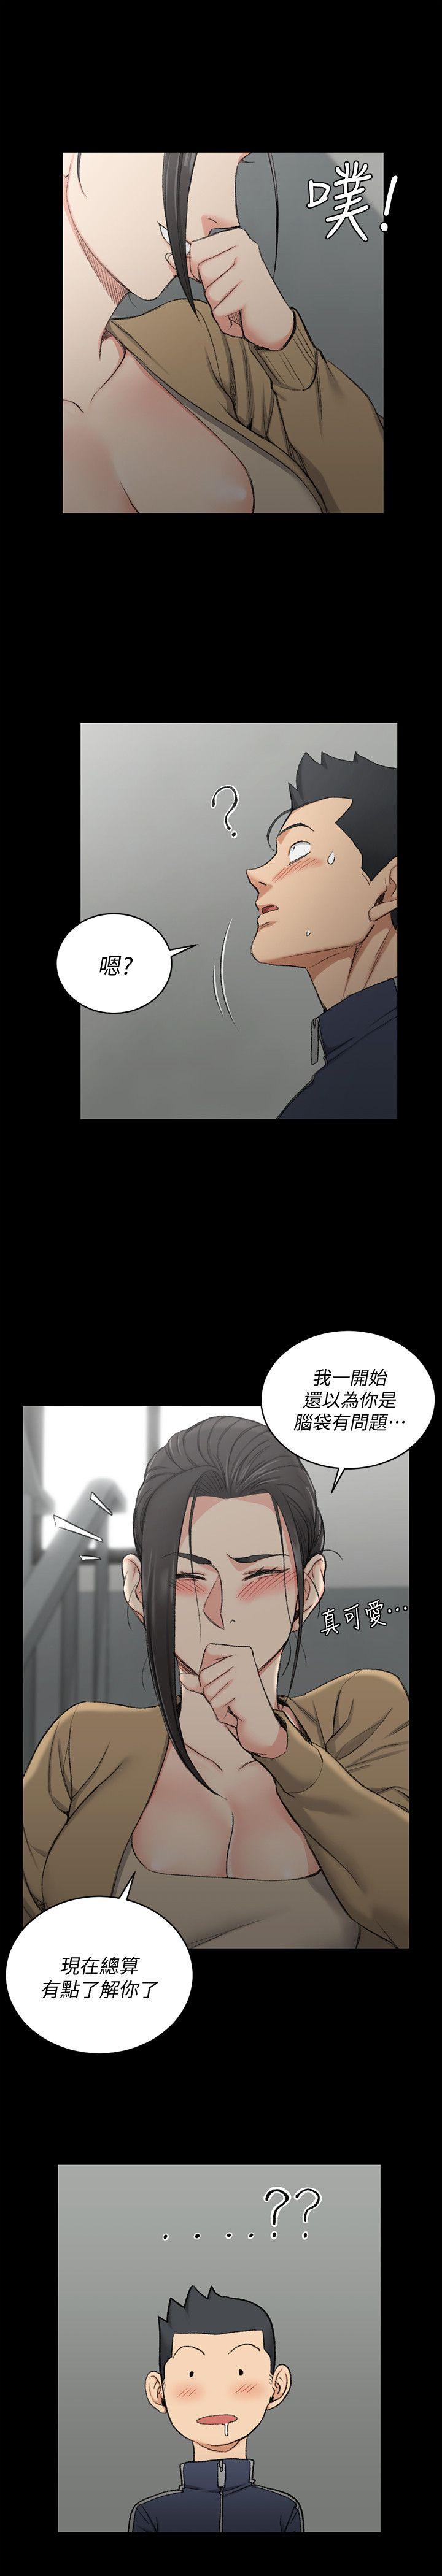 噗!
?
嗯?
我一開始
還以為你是
腦袋有問題⋯
真可愛⋯
現在總算
有點了解你了
.....??